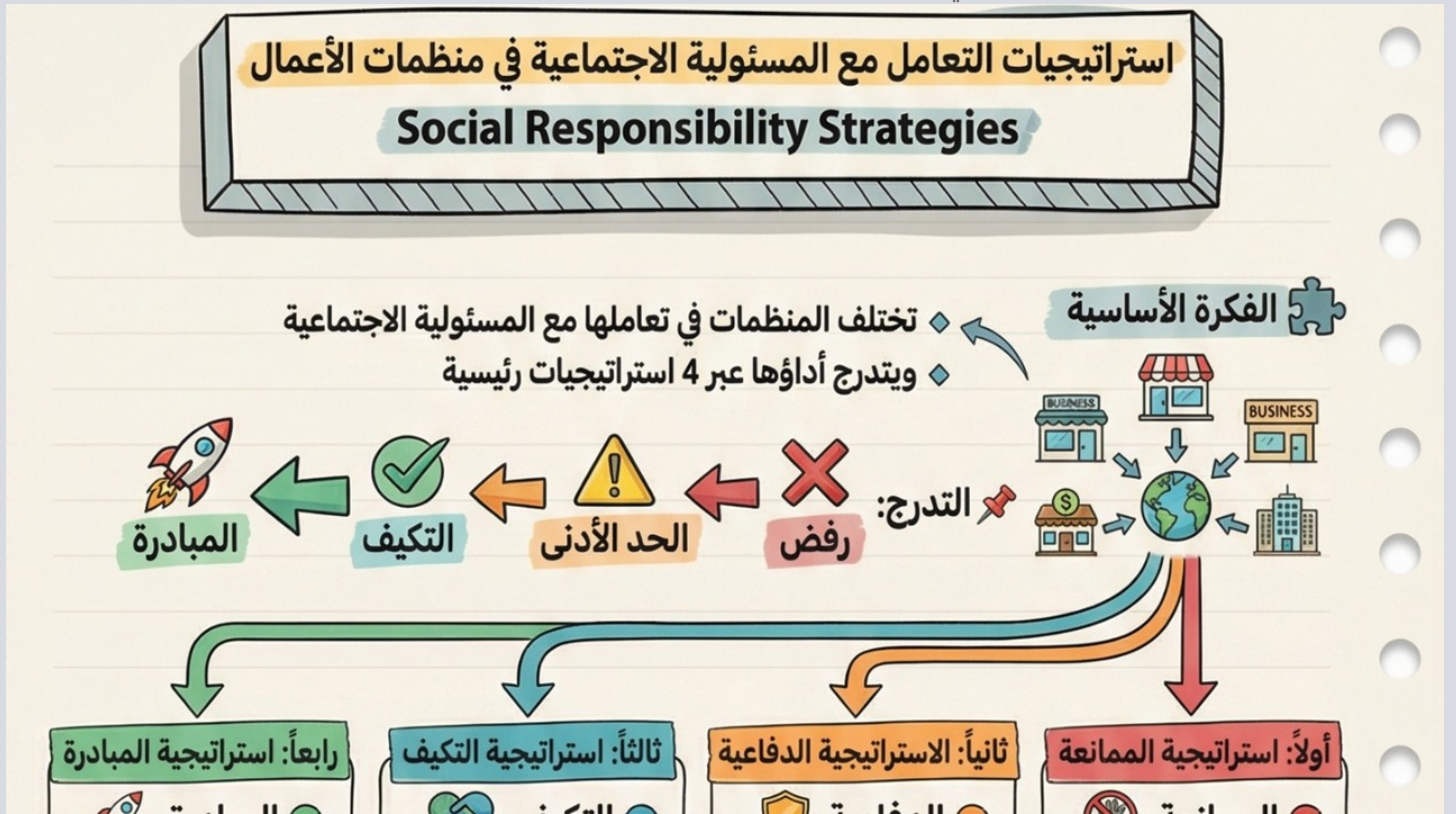 استراتيجيات التعامل مع المسئولية الاجتماعية في منظمات الأعمال
Social Responsibility Strategies
الفكرة الأساسية
تختلف المنظمات في تعاملها مع المسئولية الاجتماعية
ويتدرج أداؤها عبر 4 استراتيجيات رئيسية
BUSINESS
BUSINESS
$
التدرج:
رفض
الحد الأدنى
التكيف
المبادرة
أولاً: استراتيجية الممانعة
ثانياً: الاستراتيجية الدفاعية
ثالثاً: استراتيجية التكيف
رابعاً: استراتيجية المبادرة